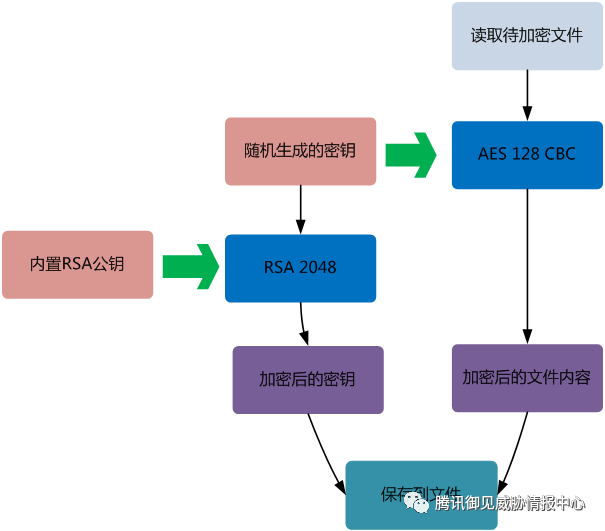 读取待加密文件
随机生成的密钥
AES 128 CBC
内置RSA公钥
RSA 2048
加密后的密钥
加密后的文件内容
保存到文件
腾讯御见威胁情报中心